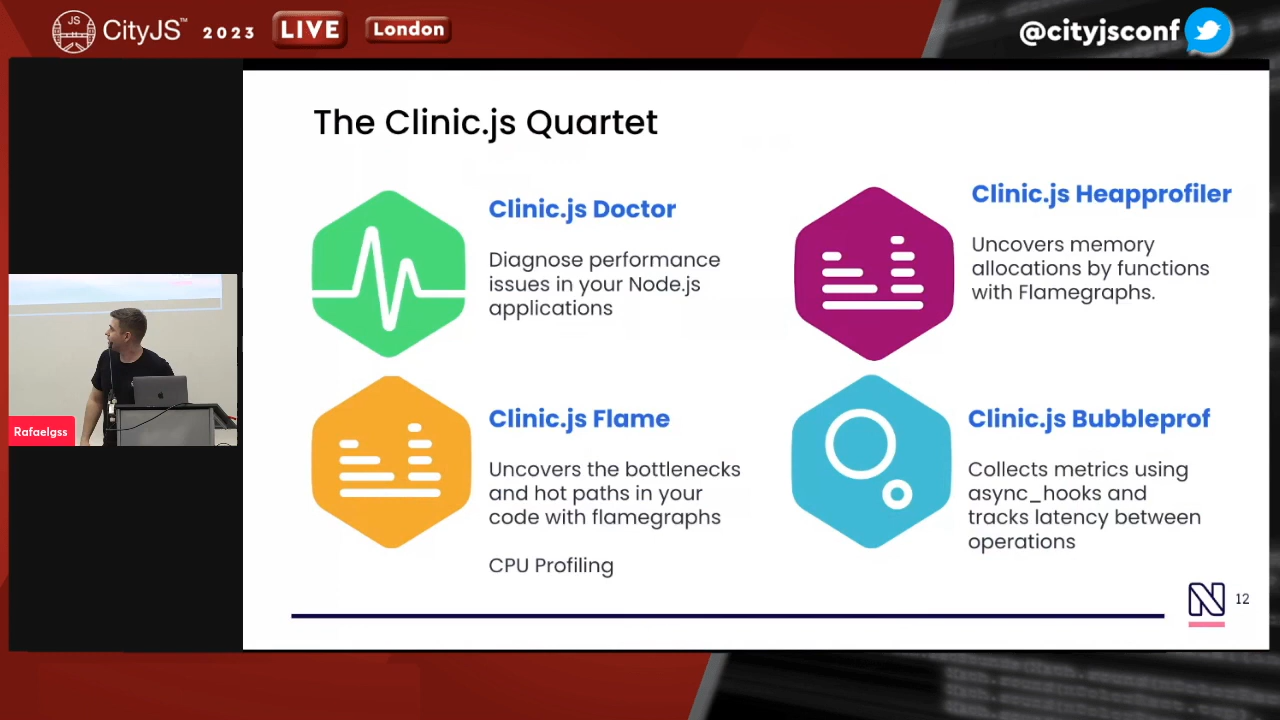 JS
CityJS™ 2023 LIVE London
@cityjsconf
The Clinic.js Quartet
Clinic.js Doctor
Diagnose performance
issues in your Node.js
applications
Clinic.js Heapprofiler
Uncovers memory
allocations by functions
with Flamegraphs.
Clinic.js Flame
Uncovers the bottlenecks
and hot paths in your
code with flamegraphs
CPU Profiling
Clinic.js Bubbleprof
Collects metrics using
async_hooks and
tracks latency between
operations
Rafaelgss
N 12